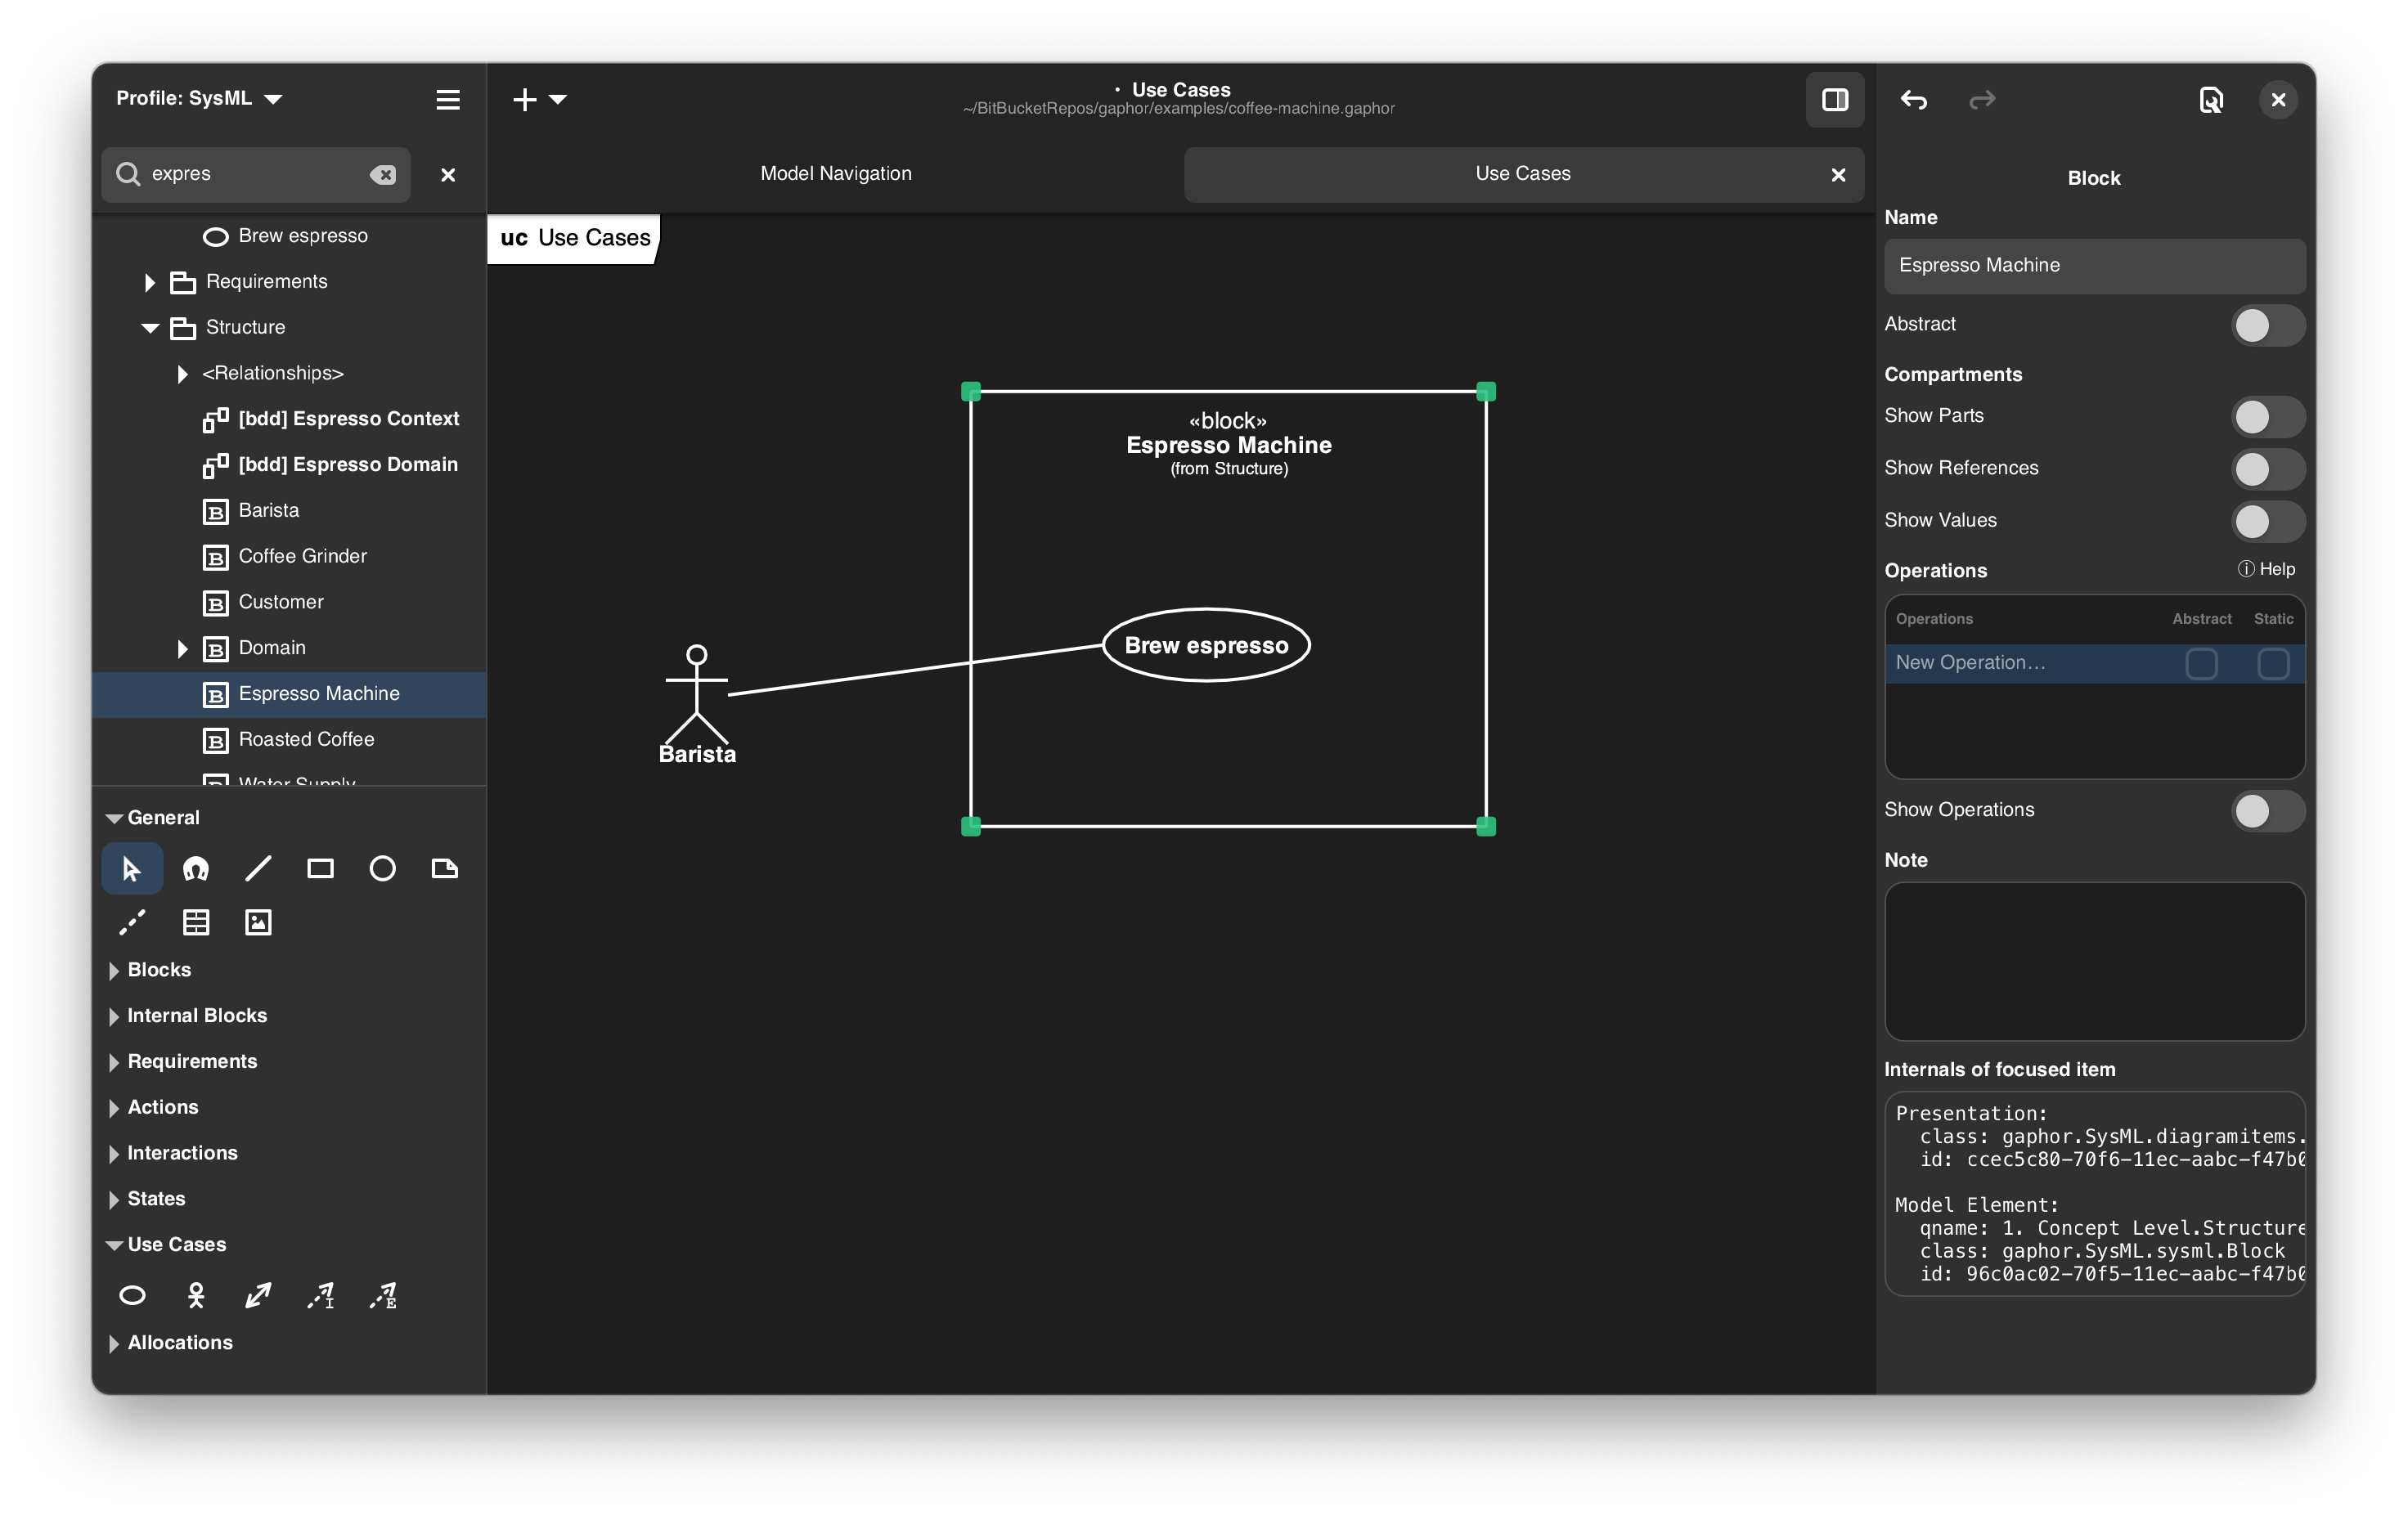 Profile: SysML
expres
Brew espresso
Requirements
Structure
<Relationships>
[bdd] Espresso Context
[bdd] Espresso Domain
Barista
Coffee Grinder
Customer
Domain
Espresso Machine
Roasted Coffee
Water Supply
General
Blocks
Internal Blocks
Requirements
Actions
Interactions
States
Use Cases
Allocations
• Use Cases
~/BitBucketRepos/gaphor/examples/coffee-machine.gaphor
Model Navigation
Use Cases
uc Use Cases
«block»
Espresso Machine
(from Structure)
Brew espresso
Barista
Block
Name
Espresso Machine
Abstract
Compartments
Show Parts
Show References
Show Values
Operations
Help
Operations Abstract Static
New Operation…
Show Operations
Note
Internals of focused item
Presentation:
class: gaphor.SysML.diagramitems.
id: ccec5c80-70f6-11ec-aabc-f47b0
Model Element:
qname: 1. Concept Level.Structure
class: gaphor.SysML.sysml.Block
id: 96c0ac02-70f5-11ec-aabc-f47b0